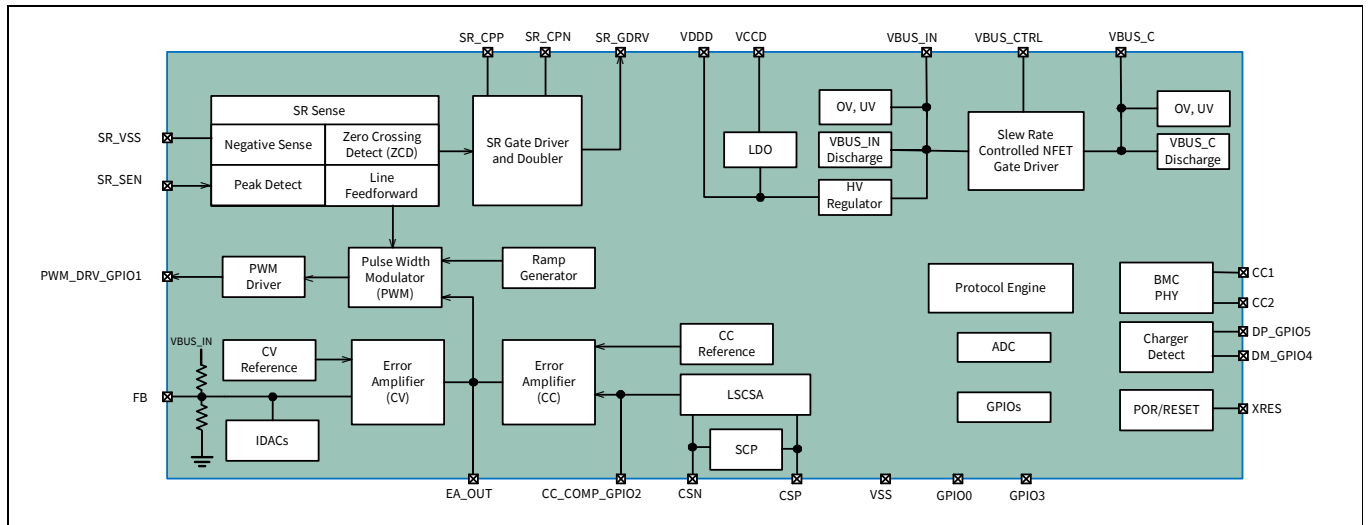 SR_CPP
SR_CPN
SR_GDRV
VDDD
VCCD
VBUS_IN
VBUS_CTRL
VBUS_C
SR_VSS
SR_SEN
SR Sense
Negative Sense
Zero Crossing
Detect (ZCD)
Peak Detect
Line
Feedforward
SR Gate Driver
and Doubler
LDO
OV, UV
VBUS_IN
Discharge
HV
Regulator
Slew Rate
Controlled NFET
Gate Driver
OV, UV
VBUS_C
Discharge
PWM_DRV_GPIO1
PWM
Driver
Pulse Width
Modulator
(PWM)
Ramp
Generator
Protocol Engine
BMC
PHY
CC1
CC2
VBUS_IN
CV
Reference
Error
Amplifier
(CV)
Error
Amplifier
(CC)
CC
Reference
ADC
Charger
Detect
DP_GPIO5
DM_GPIO4
FB
IDACs
LSCSA
SCP
GPIOs
POR/RESET
XRES
EA_OUT
CC_COMP_GPIO2
CSN
CSP
VSS
GPIO0
GPIO3